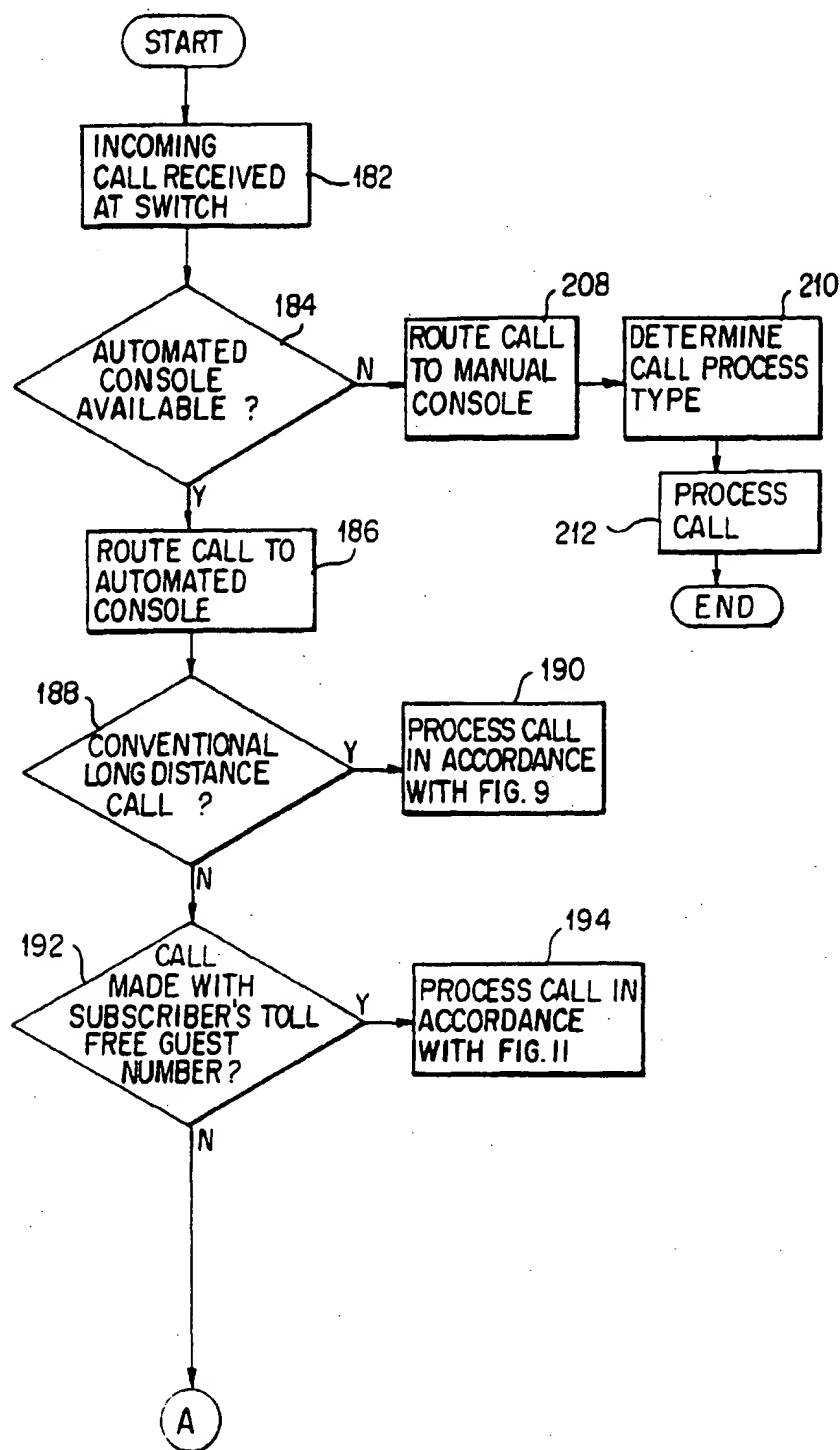 START
INCOMING
CALL RECEIVED
AT SWITCH
182
184
AUTOMATED
CONSOLE
AVAILABLE ?
N
Y
208
ROUTE CALL
TO MANUAL
CONSOLE
210
DETERMINE
CALL PROCESS
TYPE
212
PROCESS
CALL
END
ROUTE CALL TO
AUTOMATED
CONSOLE
186
188
CONVENTIONAL
LONG DISTANCE
CALL ?
Y
N
190
PROCESS CALL
IN ACCORDANCE
WITH FIG. 9
192
CALL
MADE WITH
SUBSCRIBER'S TOLL
FREE GUEST
NUMBER?
Y
N
194
PROCESS CALL IN
ACCORDANCE
WITH FIG. 11
A